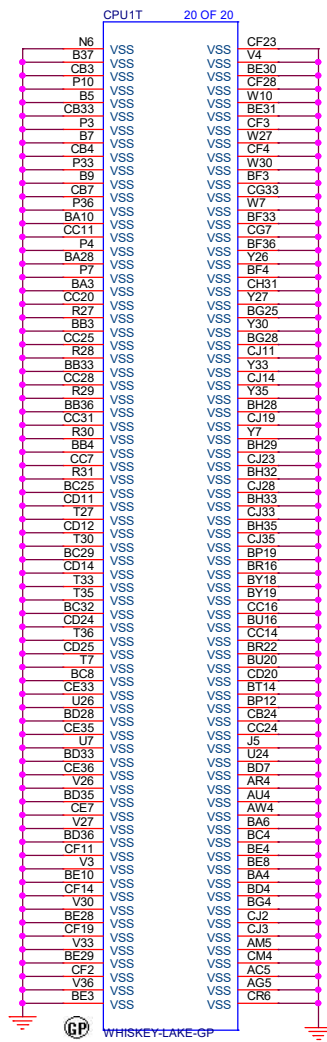 CPU1T 20 OF 20
N6 VSS VSS CF23
B37 VSS VSS V4
CB3 VSS VSS BE30
P10 VSS VSS CF28
B5 VSS VSS W10
CB33 VSS VSS BE31
P3 VSS VSS CF3
B7 VSS VSS W27
CB4 VSS VSS CF4
P33 VSS VSS W30
B9 VSS VSS BF3
CB7 VSS VSS CG33
P36 VSS VSS W7
BA10 VSS VSS BF33
CC11 VSS VSS CG7
P4 VSS VSS BF36
BA28 VSS VSS Y26
P7 VSS VSS BF4
BA3 VSS VSS CH31
CC20 VSS VSS Y27
R27 VSS VSS BG25
BB3 VSS VSS Y30
CC25 VSS VSS BG28
R28 VSS VSS CJ11
BB33 VSS VSS Y33
CC28 VSS VSS CJ14
R29 VSS VSS Y35
BB36 VSS VSS BH28
CC31 VSS VSS CJ19
R30 VSS VSS Y7
BB4 VSS VSS BH29
CC7 VSS VSS CJ23
R31 VSS VSS BH32
BC25 VSS VSS CJ28
CD11 VSS VSS BH33
T27 VSS VSS CJ33
CD12 VSS VSS BH35
T30 VSS VSS CJ35
BC29 VSS VSS BP19
CD14 VSS VSS BR16
T33 VSS VSS BY18
T35 VSS VSS BY19
BC32 VSS VSS CC16
CD24 VSS VSS BU16
T36 VSS VSS CC14
CD25 VSS VSS BR22
T7 VSS VSS BU20
BC8 VSS VSS CD20
CE33 VSS VSS BT14
U26 VSS VSS BP12
BD28 VSS VSS CB24
CE35 VSS VSS CC24
U7 VSS VSS J5
BD33 VSS VSS U24
CE36 VSS VSS BD7
V26 VSS VSS AR4
BD35 VSS VSS AU4
CE7 VSS VSS AW4
V27 VSS VSS BA6
BD36 VSS VSS BC4
CF11 VSS VSS BE4
V3 VSS VSS BE8
BE10 VSS VSS BA4
CF14 VSS VSS BD4
V30 VSS VSS BG4
BE28 VSS VSS CJ2
CF19 VSS VSS CJ3
V33 VSS VSS AM5
BE29 VSS VSS CM4
CF2 VSS VSS AC5
V36 VSS VSS AG5
BE3 VSS VSS CR6
GP WHISKEY-LAKE-GP